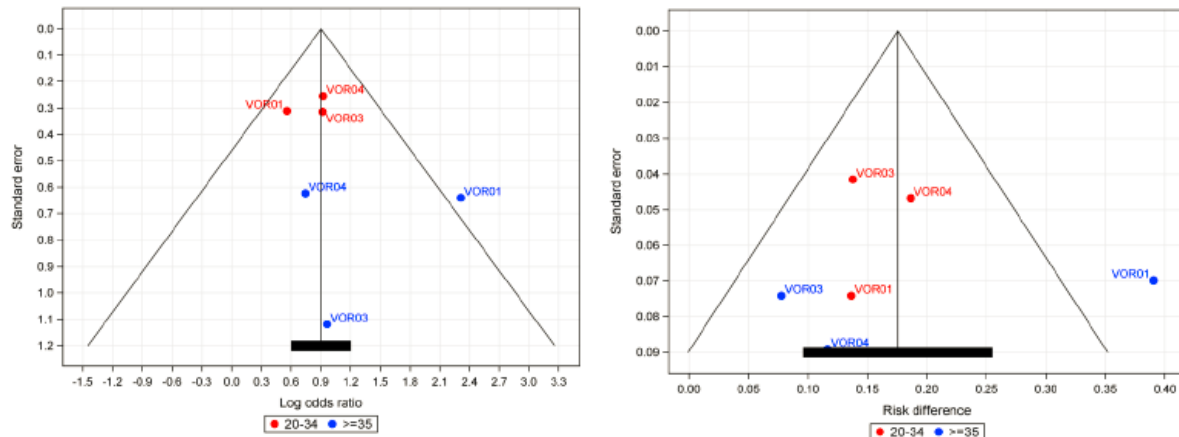 0.0
0.1
0.2
0.3
0.4
0.5
0.6
0.7
0.8
0.9
1.0
1.1
1.2
Standard error
VOR04
VOR01
VOR03
VOR04
VOR01
VOR03
-1.5 -1.2 -0.9 -0.6 -0.3 0.0 0.3 0.6 0.9 1.2 1.5 1.8 2.1 2.4 2.7 3.0 3.3
Log odds ratio
20-34 >=35
0.00
0.01
0.02
0.03
0.04
0.05
0.06
0.07
0.08
0.09
Standard error
VOR03
VOR04
VOR01
VOR03
VOR01
VOR04
0.00 0.05 0.10 0.15 0.20 0.25 0.30 0.35 0.40
Risk difference
20-34 >=35